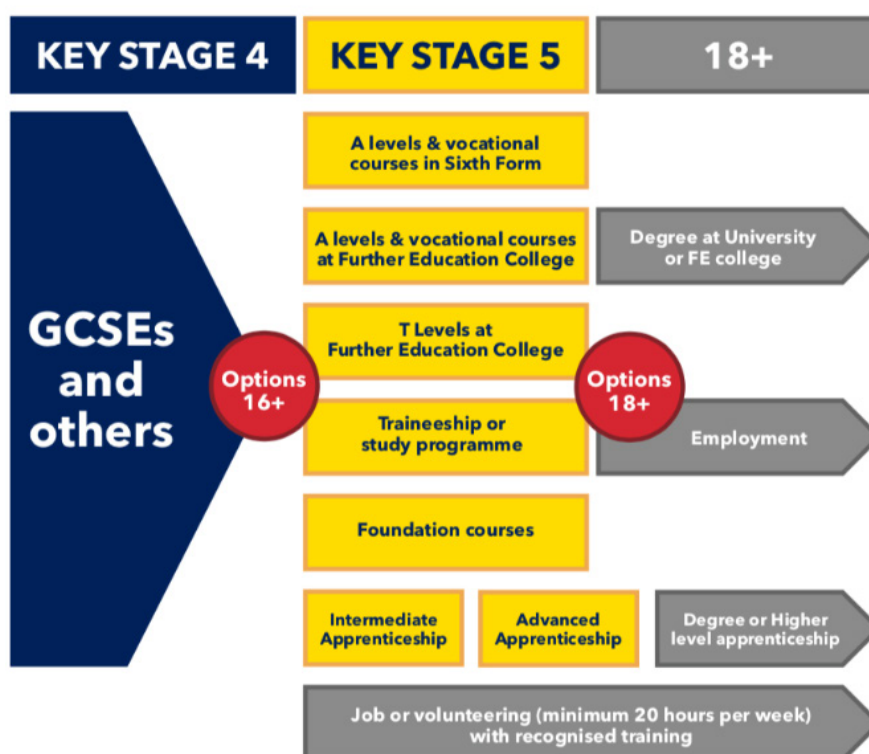 KEY STAGE 4
KEY STAGE 5
18+
GCSEs
and
others
Options
16+
A levels & vocational
courses in Sixth Form
A levels & vocational courses
at Further Education College
T Levels at
Further Education College
Traineeship or
study programme
Foundation courses
Intermediate
Apprenticeship
Advanced
Apprenticeship
Options
18+
Degree at University
or FE college
Employment
Degree or Higher
level apprenticeship
Job or volunteering (minimum 20 hours per week)
with recognised training